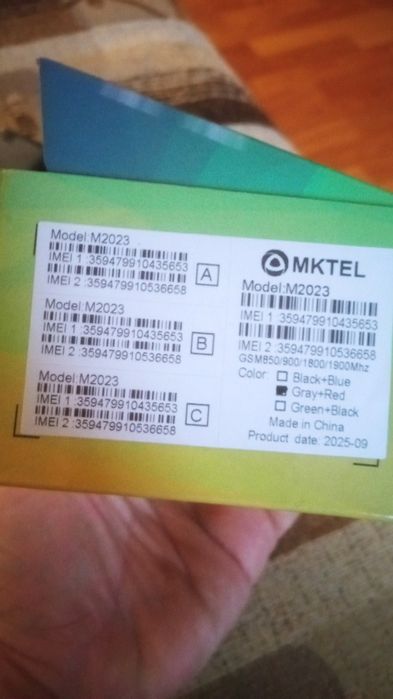 Model:M2023
IMEI 1 :359479910435653
IMEI 2 :359479910536658
A
Model:M2023
IMEI 1 :359479910435653
IMEI 2 :359479910536658
B
Model:M2023
IMEI 1 :359479910435653
IMEI 2 :359479910536658
C
MKTEL
Model:M2023
IMEI 1 :359479910435653
IMEI 2 :359479910536658
GSM850/900/1800/1900Mhz
Color: Black+Blue
Gray+Red
Green+Black
Made in China
Product date: 2025-09